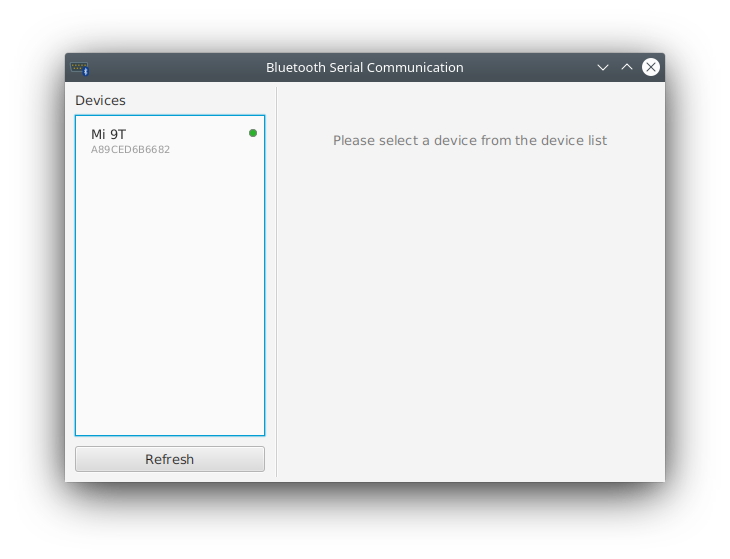 Bluetooth Serial Communication
Devices
Mi 9T
A89CED6B6682
Please select a device from the device list
Refresh